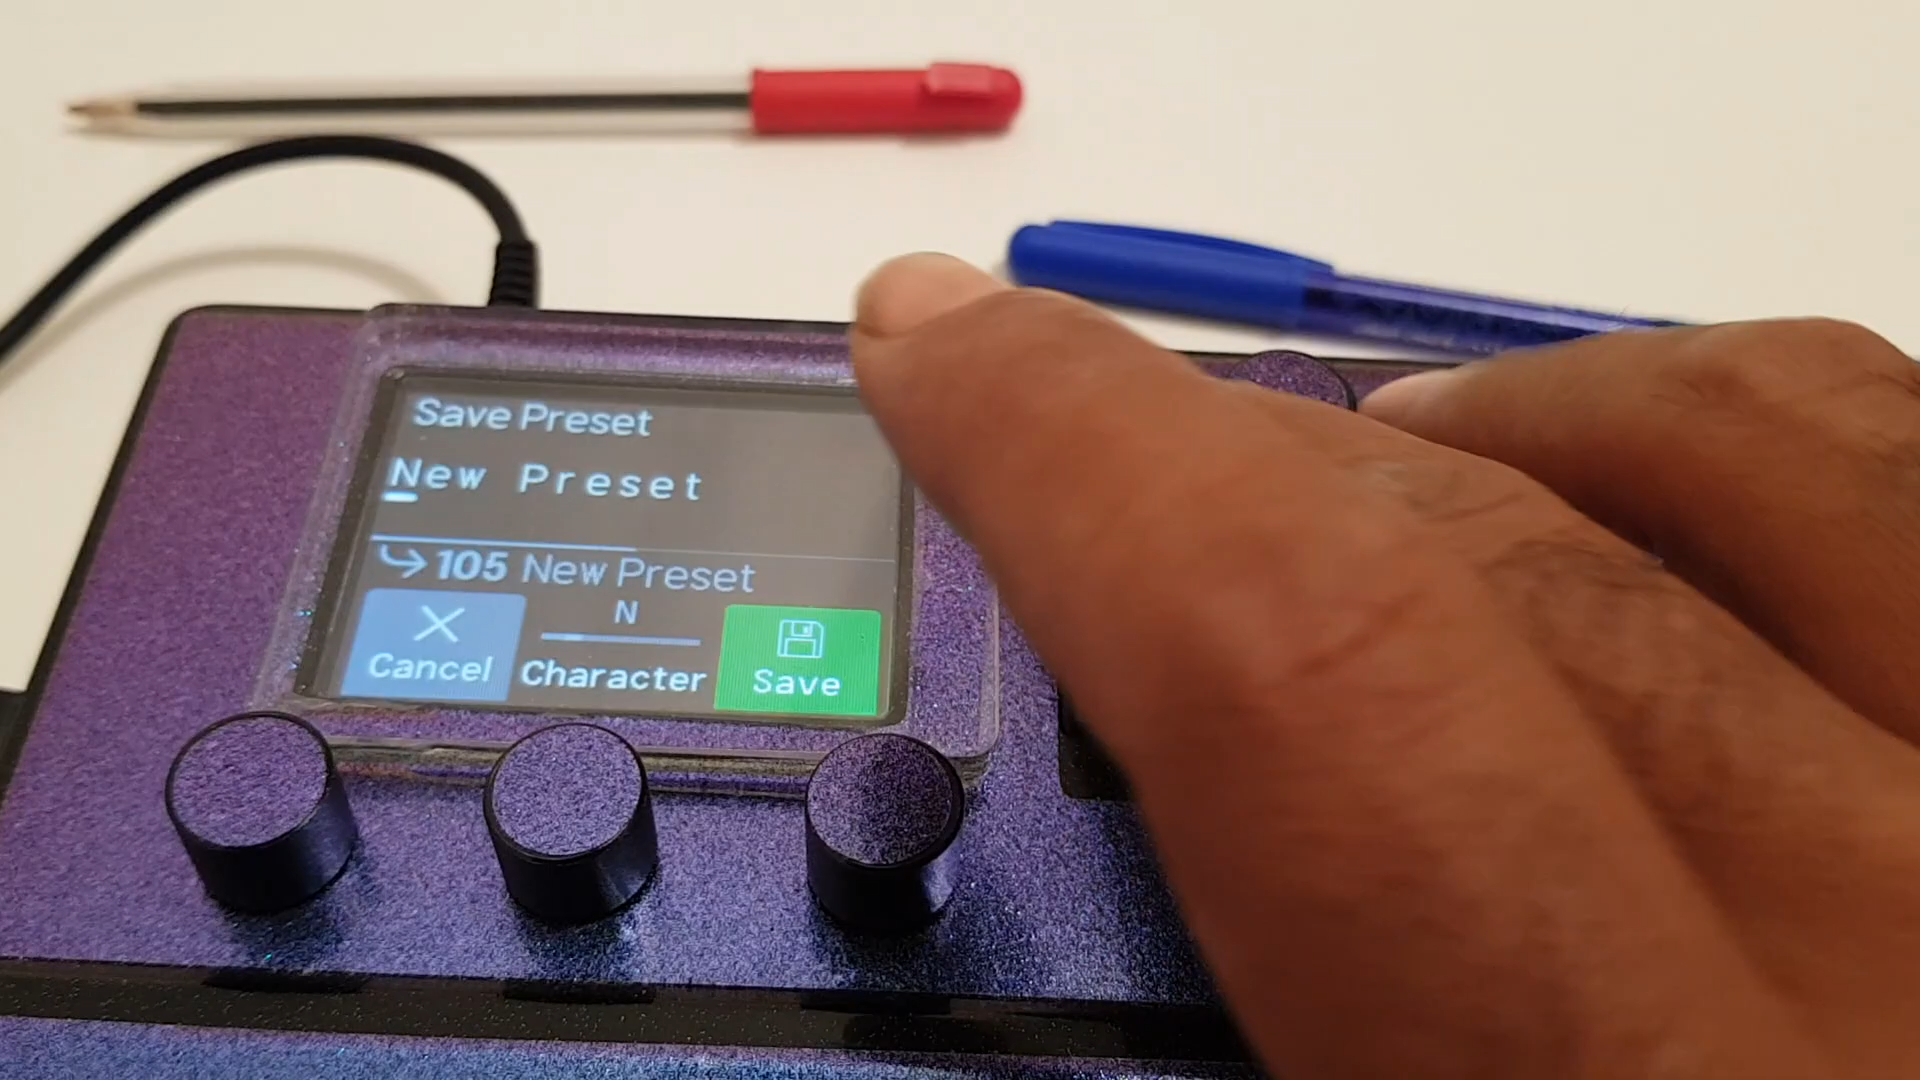 Save Preset
New Preset
105 New Preset
N
Cancel
Character
Save